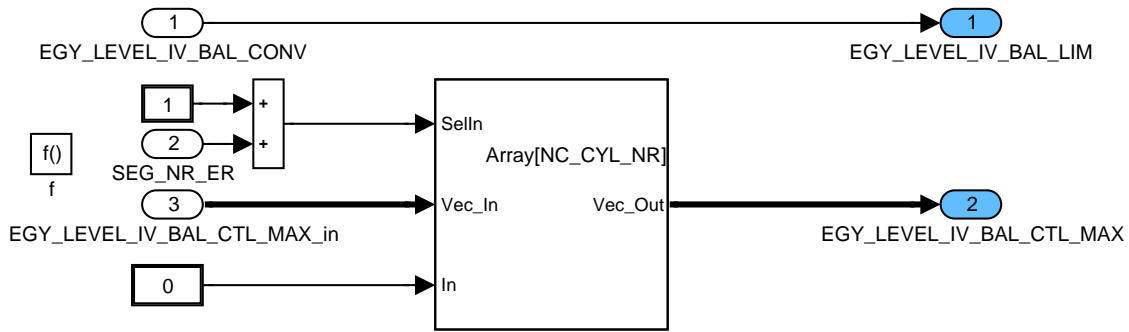 1
1
EGY_LEVEL_IV_BAL_CONV
EGY_LEVEL_IV_BAL_LIM
1
+
SelIn
f()
f
2
+
SEG_NR_ER
Array[NC_CYL_NR]
3
Vec_In
Vec_Out
2
EGY_LEVEL_IV_BAL_CTL_MAX_in
EGY_LEVEL_IV_BAL_CTL_MAX
0
In